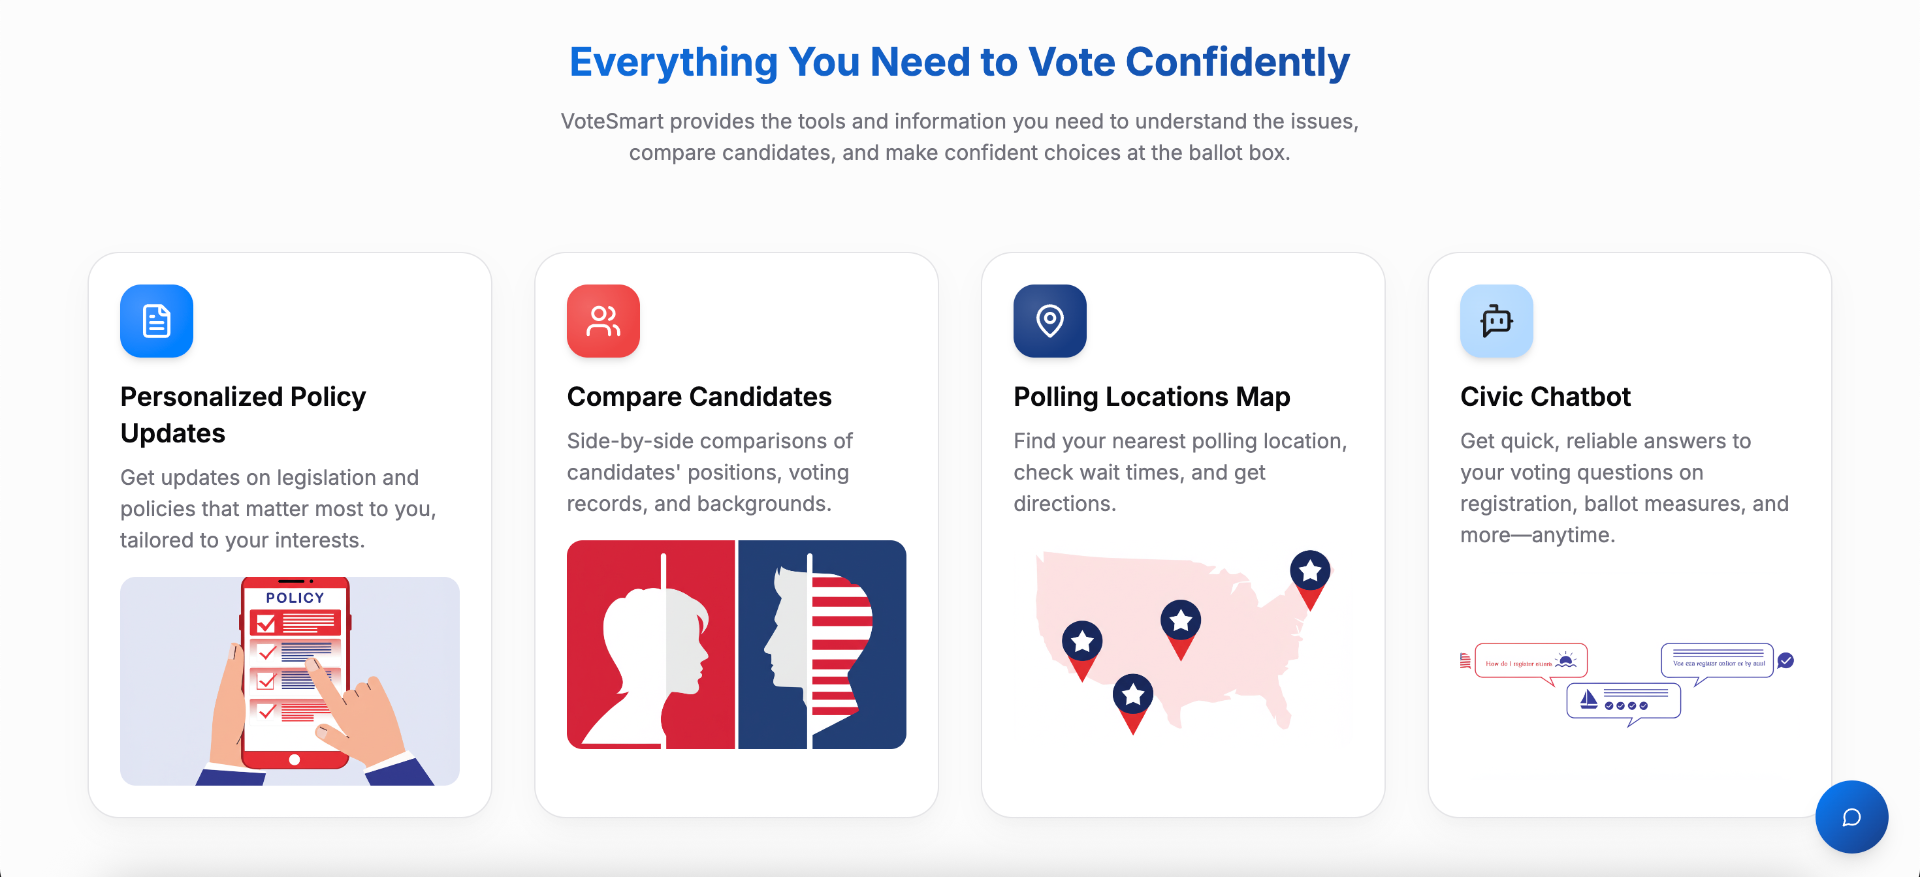 Everything You Need to Vote Confidently
VoteSmart provides the tools and information you need to understand the issues,
compare candidates, and make confident choices at the ballot box.
Personalized Policy
Updates
Get updates on legislation and
policies that matter most to you,
tailored to your interests.
POLICY
Compare Candidates
Side-by-side comparisons of
candidates' positions, voting
records, and backgrounds.
Polling Locations Map
Find your nearest polling location,
check wait times, and get
directions.
Civic Chatbot
Get quick, reliable answers to
your voting questions on
registration, ballot measures, and
more—anytime.
How do I register
You can register online or by mail